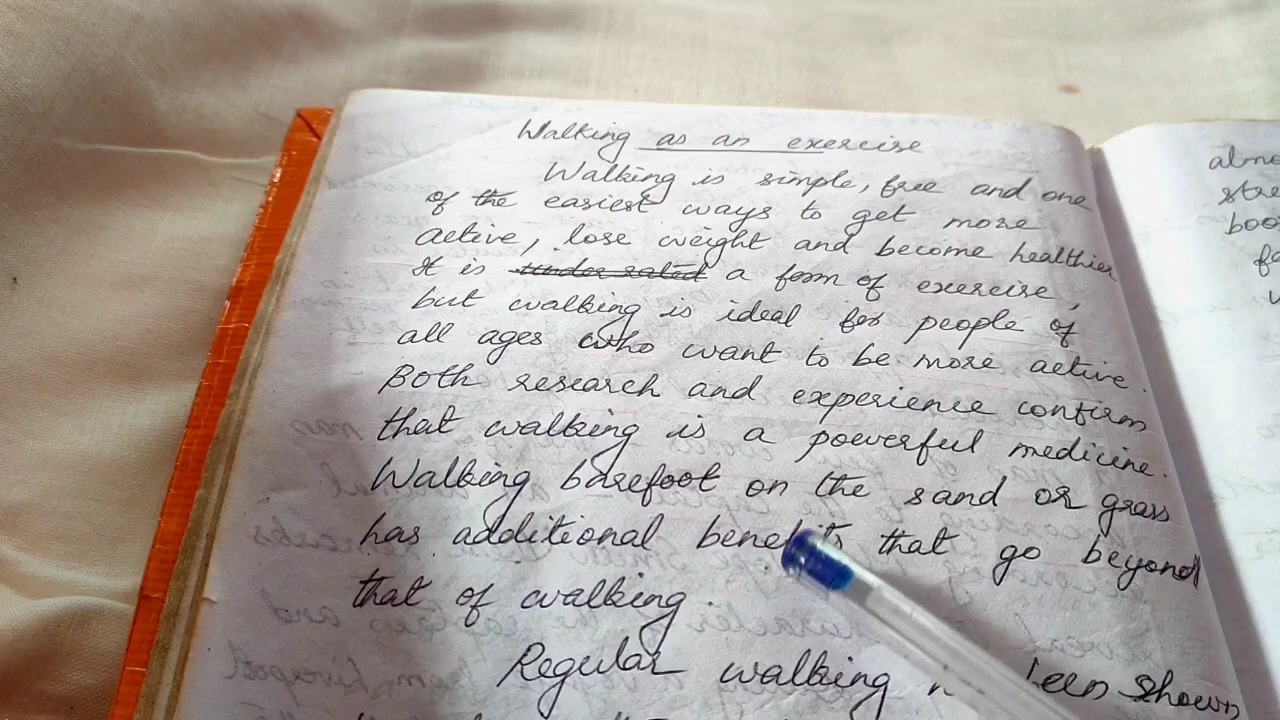 Walking as an exercise
Walking is simple, free and one
of the easiest ways to get more
active, lose weight and become healthier
It is under rated a form of exercise,
but walking is ideal for people of
all ages who want to be more active.
Both research and experience confirm
that walking is a powerful medicine.
Walking barefoot on the sand or grass
has additional benefits that go beyond
that of walking.
Regular walking been shown